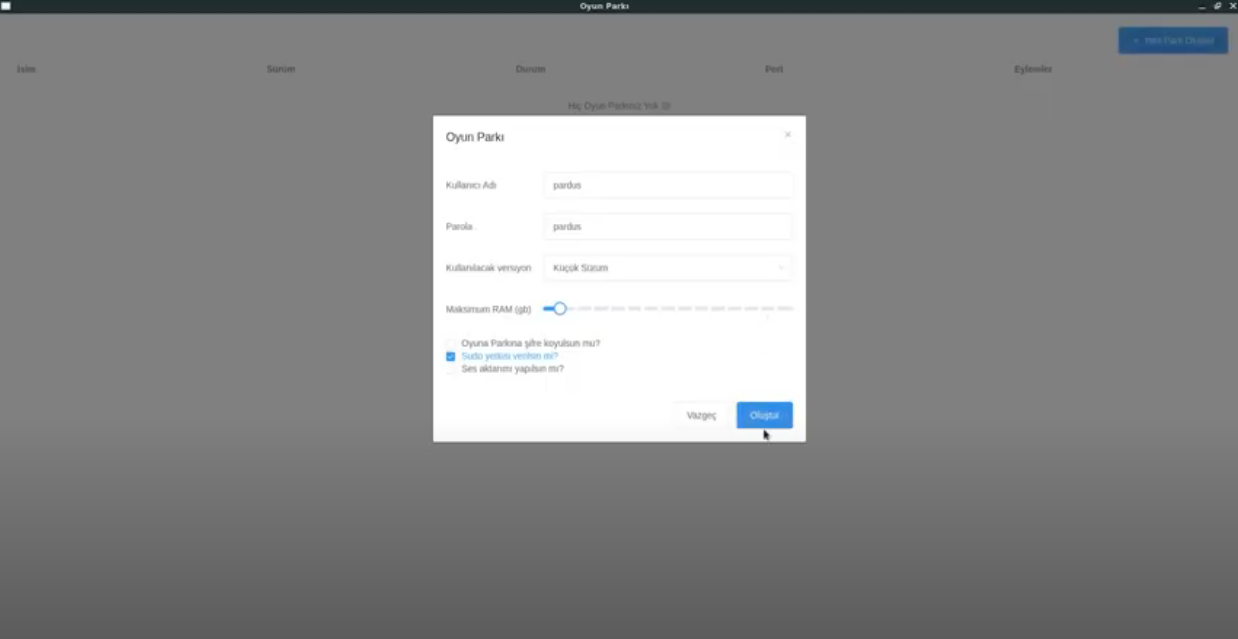 Oyun Parkı
+ Yeni Park Oluştur
İsim Sürüm Durum Port Eylemler
Hiç Oyun Parkınız Yok
Oyun Parkı
Kullanıcı Adı pardus
Parola pardus
Kullanılacak versiyon Küçük Sürüm
Maksimum RAM (gb)
Oyuna Parkına şifre koyulsun mu?
Sudo yetkisi verilsin mi?
Ses aktarımı yapılsın mı?
Vazgeç Oluştur